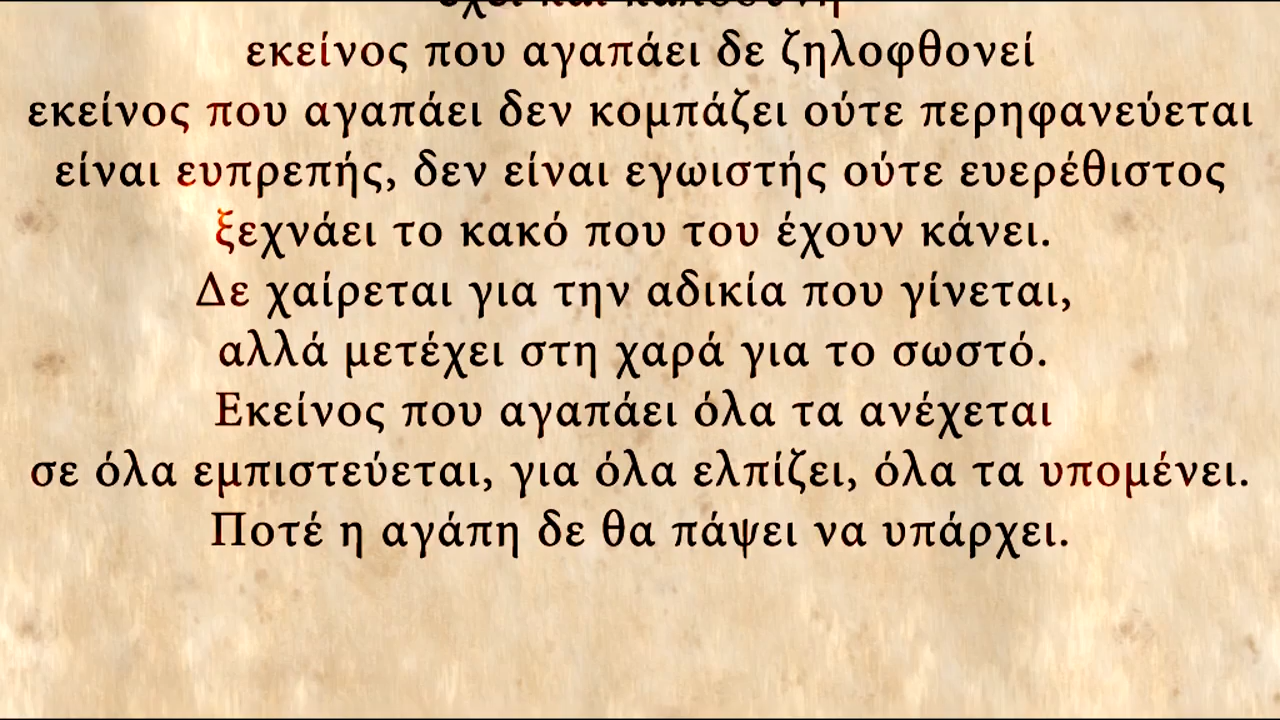 εκείνος που αγαπάει δε ζηλοφθονεί
εκείνος που αγαπάει δεν κομπάζει ούτε περηφανεύεται
είναι ευπρεπής, δεν είναι εγωιστής ούτε ευερέθιστος
ξεχνάει το κακό που του έχουν κάνει.
Δε χαίρεται για την αδικία που γίνεται,
αλλά μετέχει στη χαρά για το σωστό.
Εκείνος που αγαπάει όλα τα ανέχεται
σε όλα εμπιστεύεται, για όλα ελπίζει, όλα τα υπομένει.
Ποτέ η αγάπη δε θα πάψει να υπάρχει.